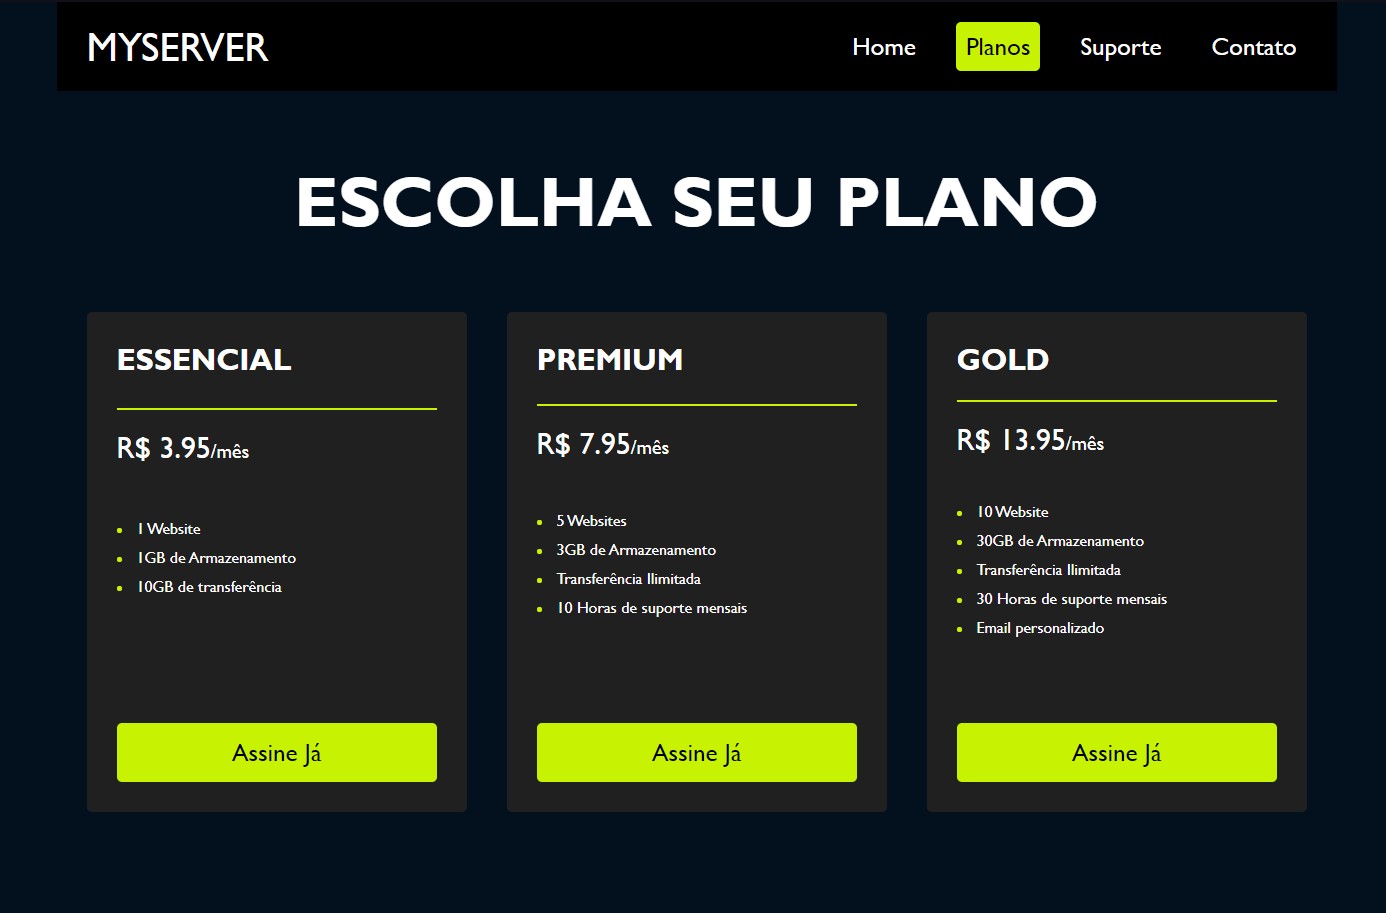 MYSERVER
Home Planos Suporte Contato
ESCOLHA SEU PLANO
ESSENCIAL
R$ 3.95/mês
1 Website
1GB de Armazenamento
10GB de transferência
Assine Já
PREMIUM
R$ 7.95/mês
5 Websites
3GB de Armazenamento
Transferência Ilimitada
10 Horas de suporte mensais
Assine Já
GOLD
R$ 13.95/mês
10 Website
30GB de Armazenamento
Transferência Ilimitada
30 Horas de suporte mensais
Email personalizado
Assine Já